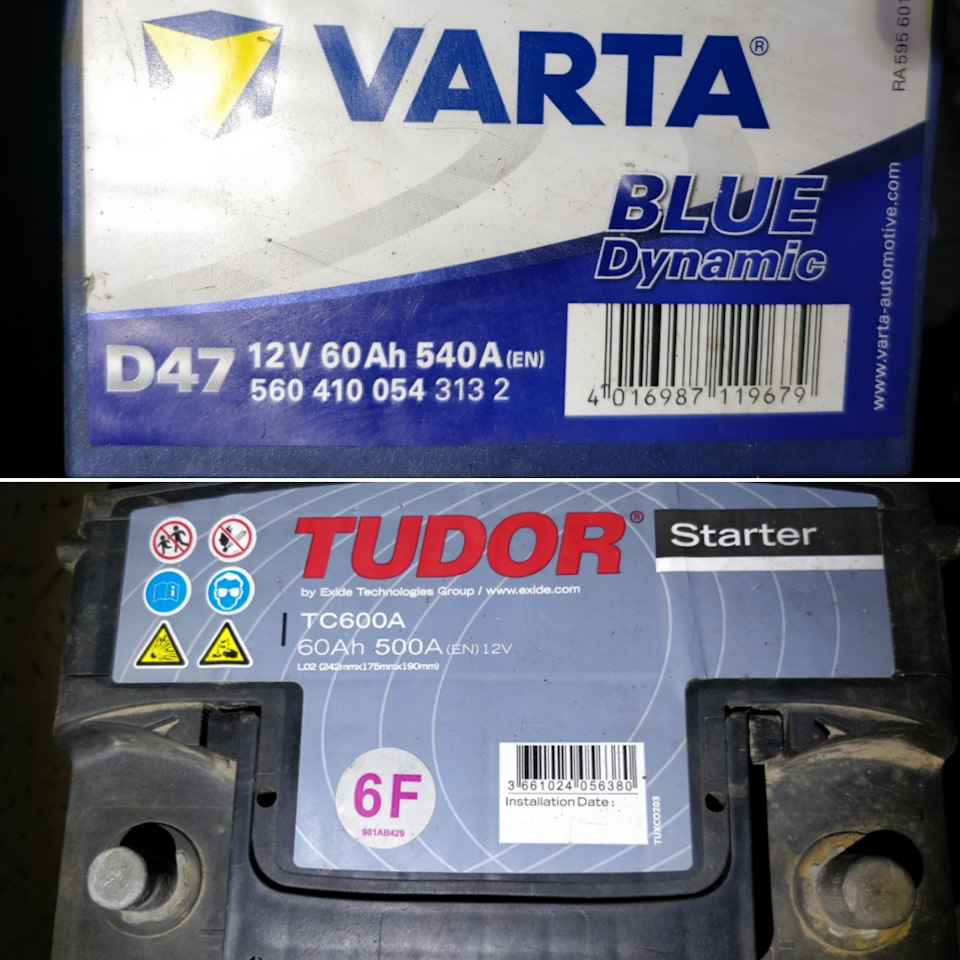 VARTA®
RA 595 601
BLUE
Dynamic
www.varta-automotive.com
D47 12V 60Ah 540A (EN)
560 410 054 313 2
4 016987 119679
TUDOR®
Starter
by Exide Technologies Group / www.exide.com
TC600A
60Ah 500A (EN) 12V
L02 (242mmx175mmx190mm)
6F
981AB429
3 661024 056380
Installation Date :
TUXCO203